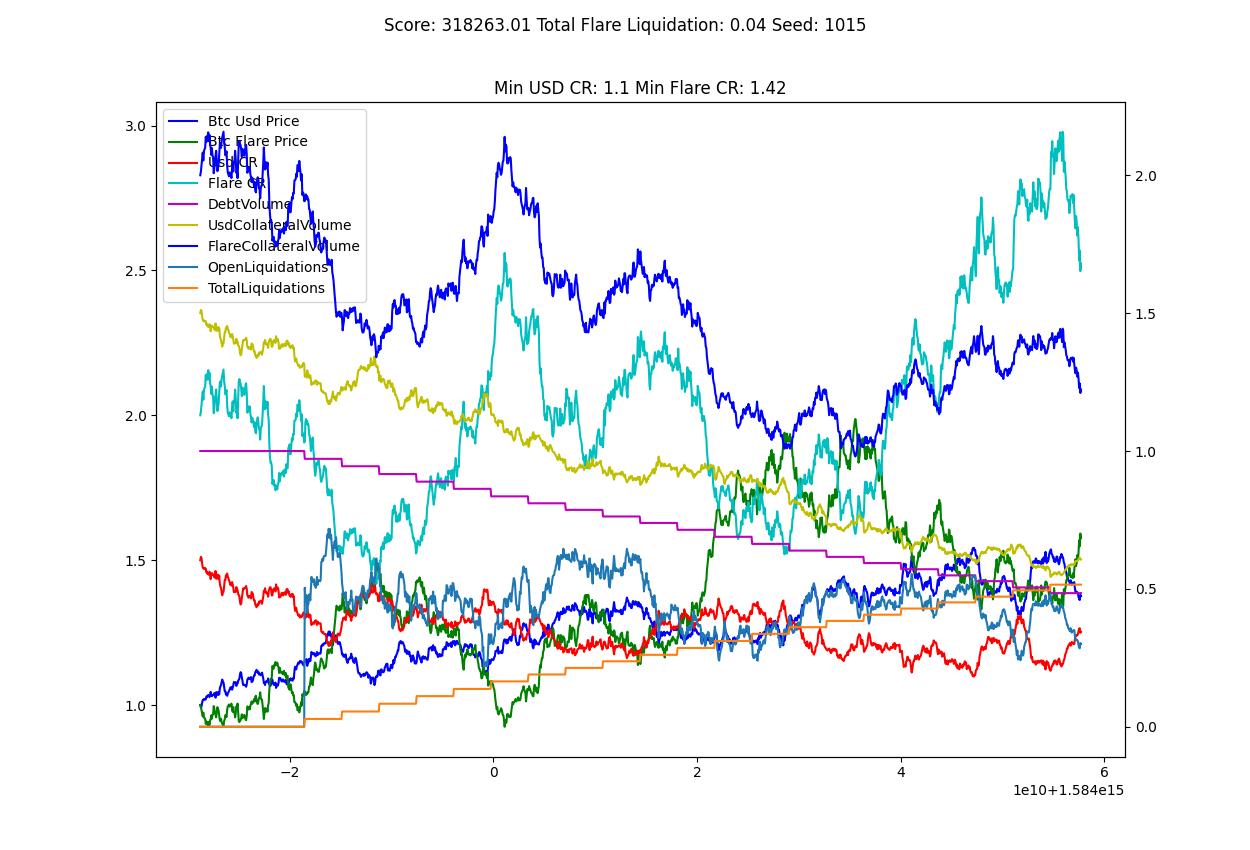 Score: 318263.01 Total Flare Liquidation: 0.04 Seed: 1015
Min USD CR: 1.1 Min Flare CR: 1.42
Btc Usd Price
Btc Flare Price
Usd CR
Flare CR
DebtVolume
UsdCollateralVolume
FlareCollateralVolume
OpenLiquidations
TotalLiquidations
3.0
2.5
2.0
1.5
1.0
2.0
1.5
1.0
0.5
0.0
−2
0
2
4
6
1e10+1.584e15